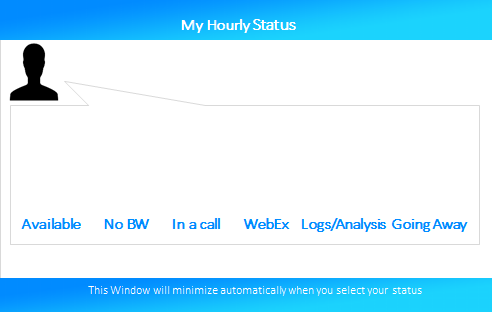 My Hourly Status
Available No BW In a call WebEx Logs/Analysis Going Away
This Window will minimize automatically when you select your status